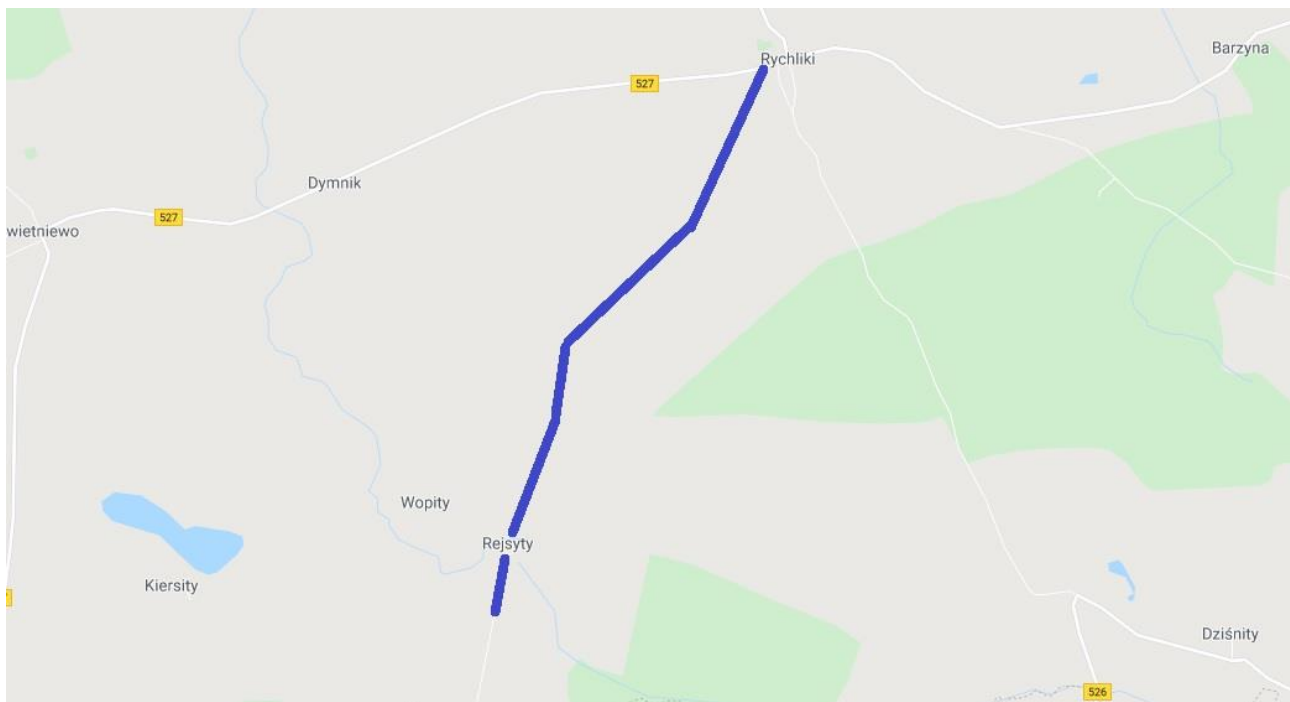 Rychliki
Barzyna
527
Dymnik
527
wietniewo
Wopity
Rejsyty
Kiersity
Dziśnity
526